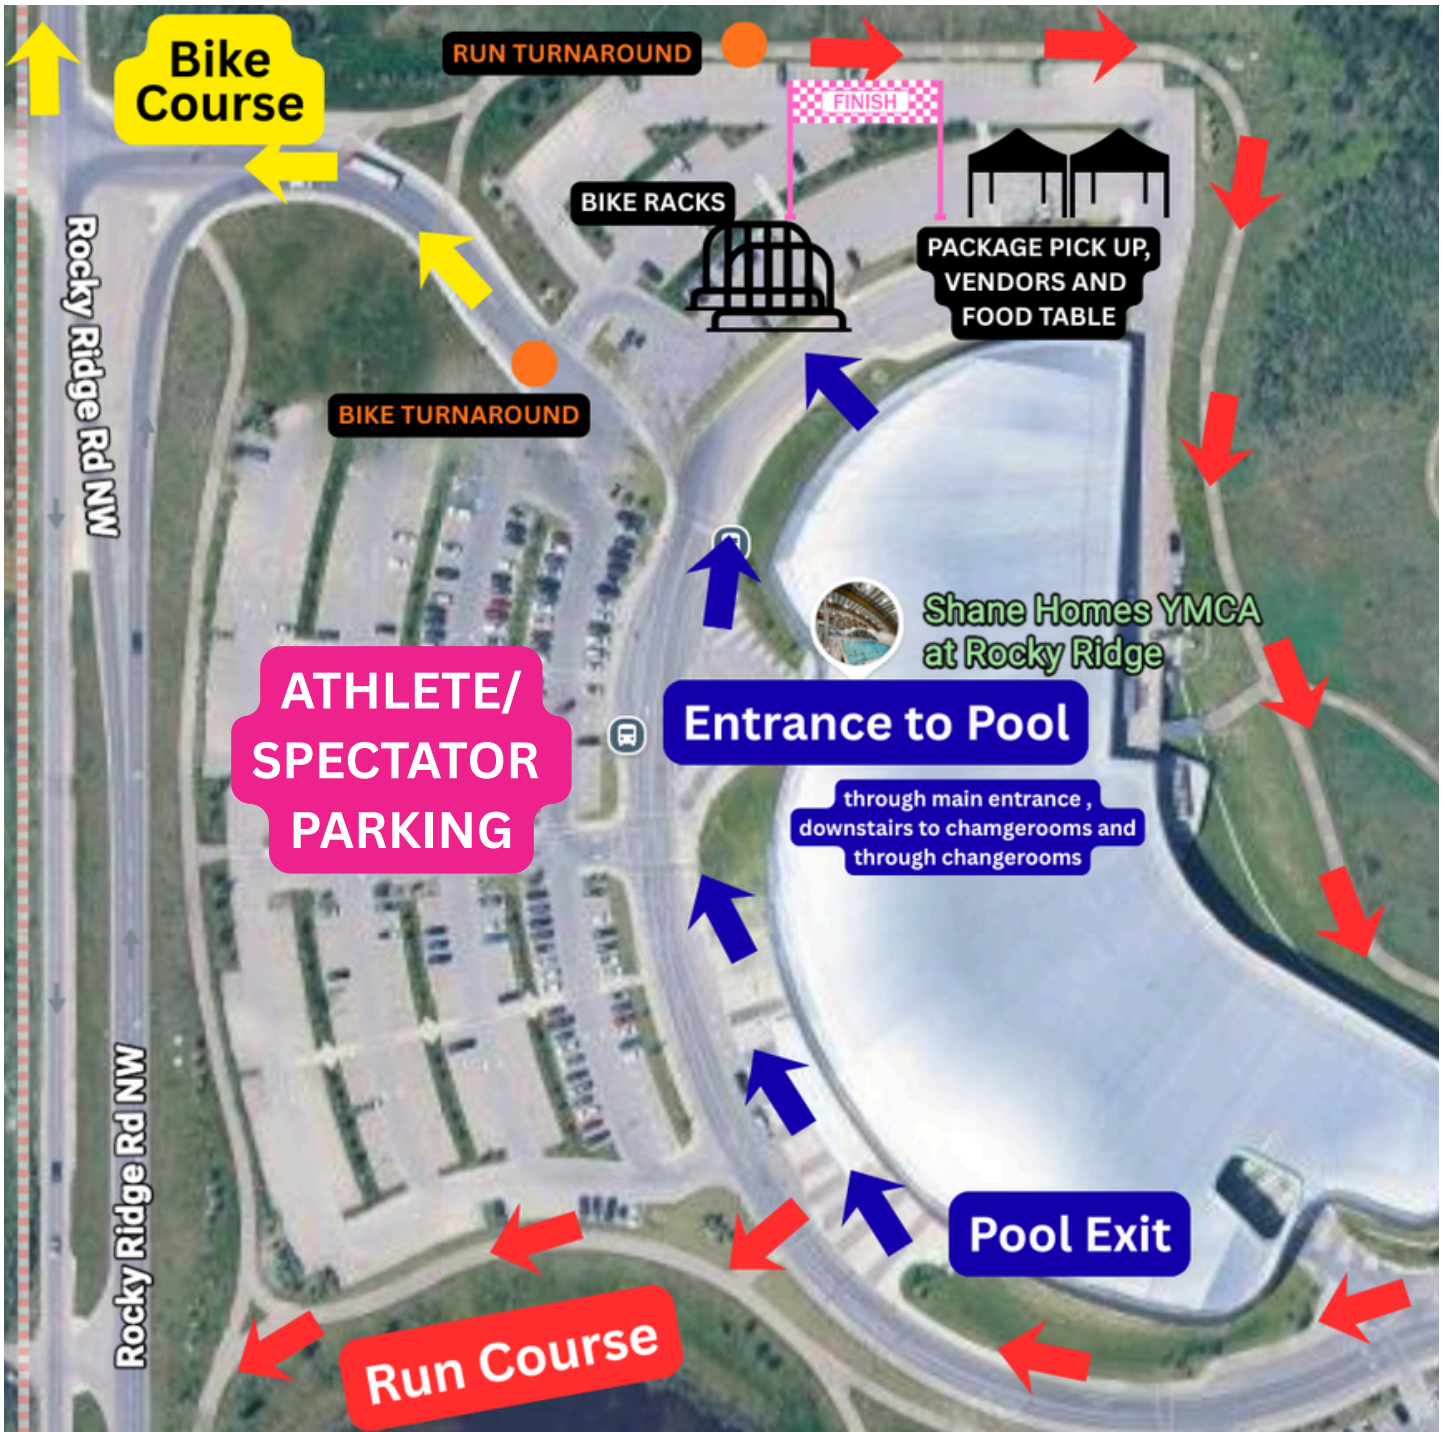 Bike
Course
RUN TURNAROUND
FINISH
BIKE RACKS
PACKAGE PICK UP,
VENDORS AND
FOOD TABLE
Rocky Ridge Rd NW
BIKE TURNAROUND
Shane Homes YMCA
at Rocky Ridge
ATHLETE/
SPECTATOR
PARKING
Entrance to Pool
through main entrance ,
downstairs to chamgerooms and
through changerooms
Rocky Ridge Rd NW
Pool Exit
Run Course